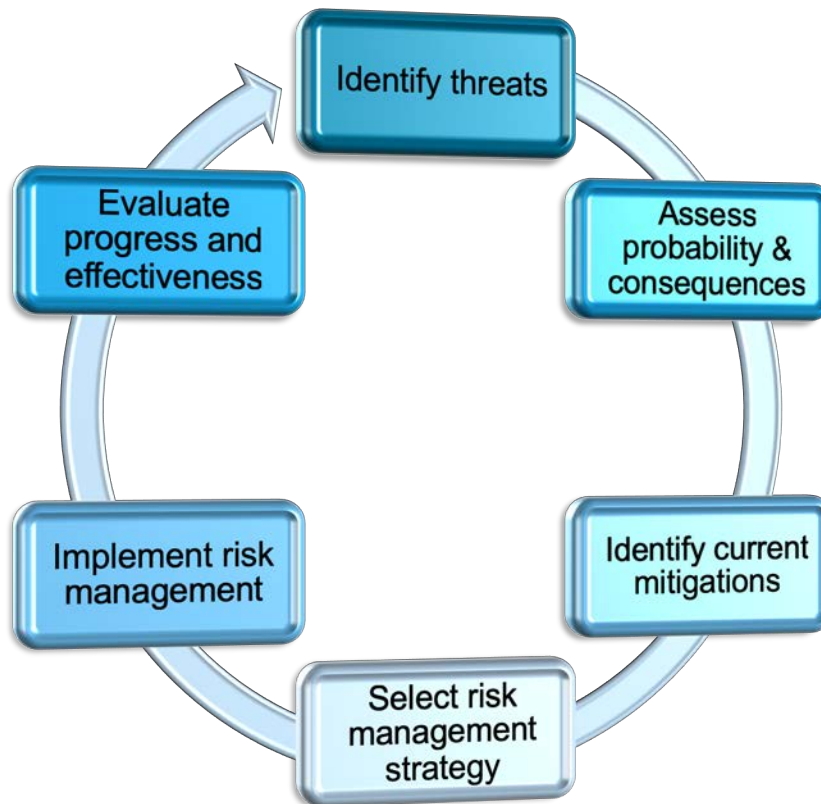 Identify threats
Assess
probability &
consequences
Identify current
mitigations
Select risk
management
strategy
Implement risk
management
Evaluate
progress and
effectiveness